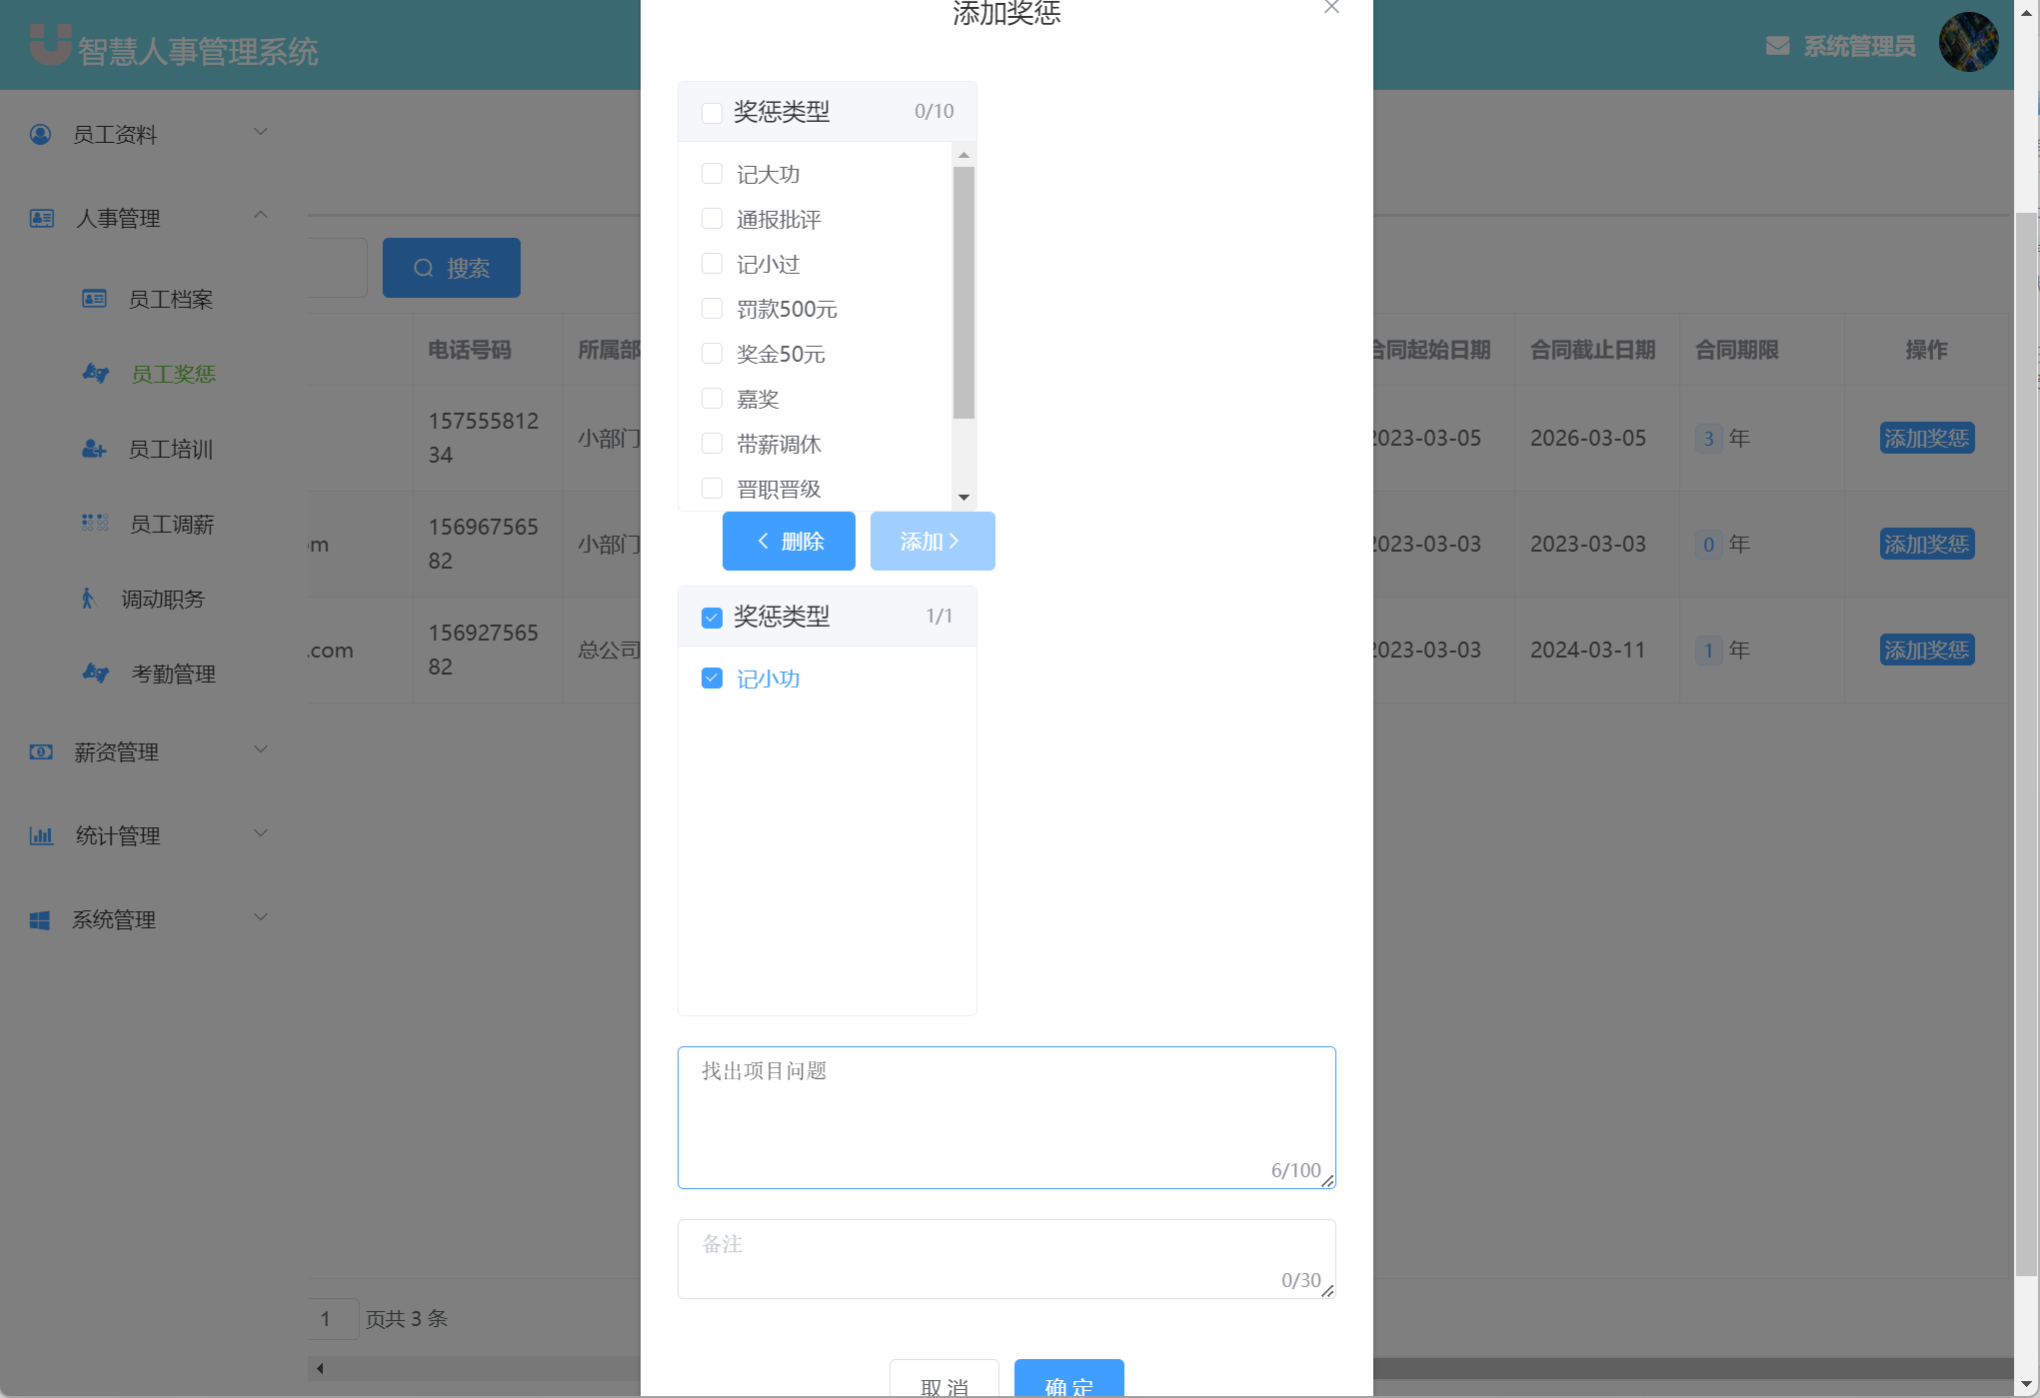 添加奖惩
智慧人事管理系统
系统管理员
员工资料
人事管理
员工档案
员工奖惩
员工培训
员工调薪
调动职务
考勤管理
薪资管理
统计管理
系统管理
搜索
电话号码
所属部
合同起始日期
合同截止日期
合同期限
操作
157555812
34
小部门
2023-03-05
2026-03-05
3 年
添加奖惩
om
156967565
82
小部门
2023-03-03
2023-03-03
0 年
添加奖惩
.com
156927565
82
总公司
2023-03-03
2024-03-11
1 年
添加奖惩
1 页共 3 条
奖惩类型 0/10
记大功
通报批评
记小过
罚款500元
奖金50元
嘉奖
带薪调休
晋职晋级
删除
添加
奖惩类型 1/1
记小功
找出项目问题
6/100
备注
0/30
取消
确定